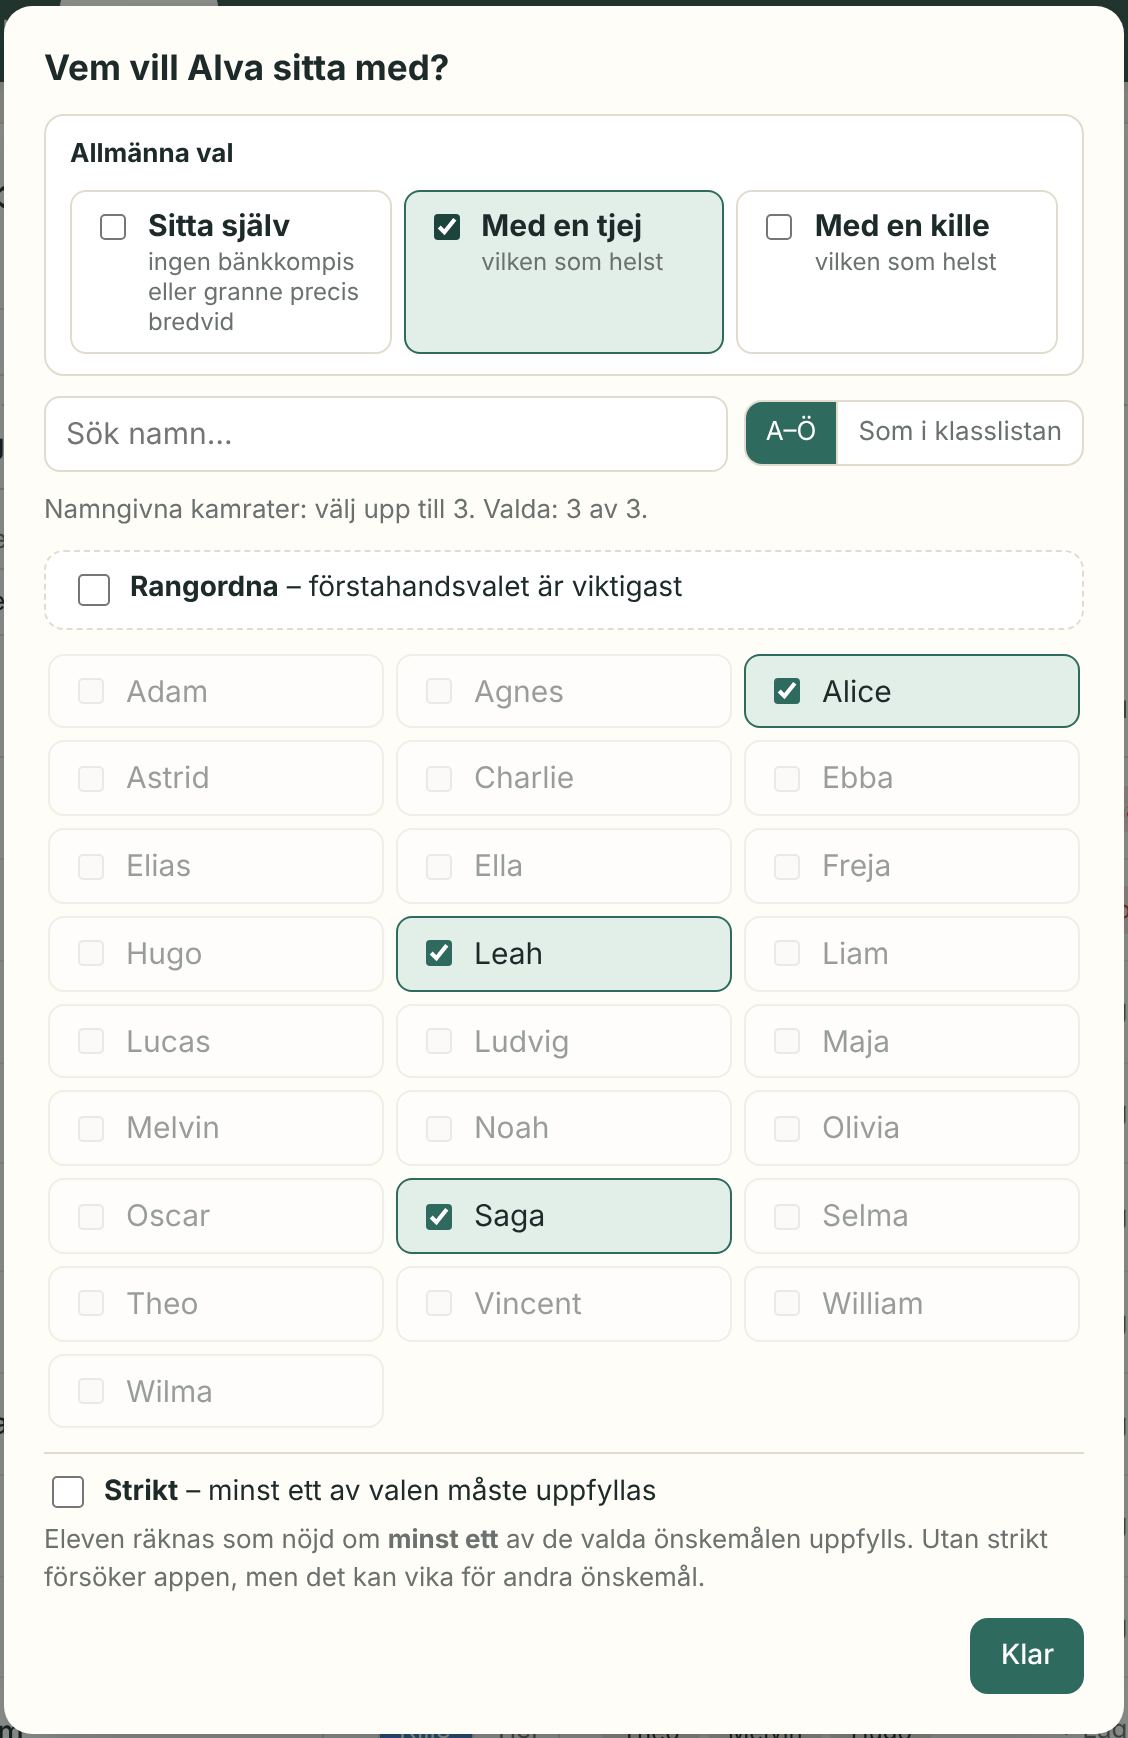 Vem vill Alva sitta med?
Allmänna val
Sitta själv
ingen bänkkompis
eller granne precis
bredvid
Med en tjej
vilken som helst
Med en kille
vilken som helst
Sök namn...
A–Ö
Som i klasslistan
Namngivna kamrater: välj upp till 3. Valda: 3 av 3.
Rangordna – förstahandsvalet är viktigast
Adam
Agnes
Alice
Astrid
Charlie
Ebba
Elias
Ella
Freja
Hugo
Leah
Liam
Lucas
Ludvig
Maja
Melvin
Noah
Olivia
Oscar
Saga
Selma
Theo
Vincent
William
Wilma
Strikt – minst ett av valen måste uppfyllas
Eleven räknas som nöjd om minst ett av de valda önskemålen uppfylls. Utan strikt
försöker appen, men det kan vika för andra önskemål.
Klar